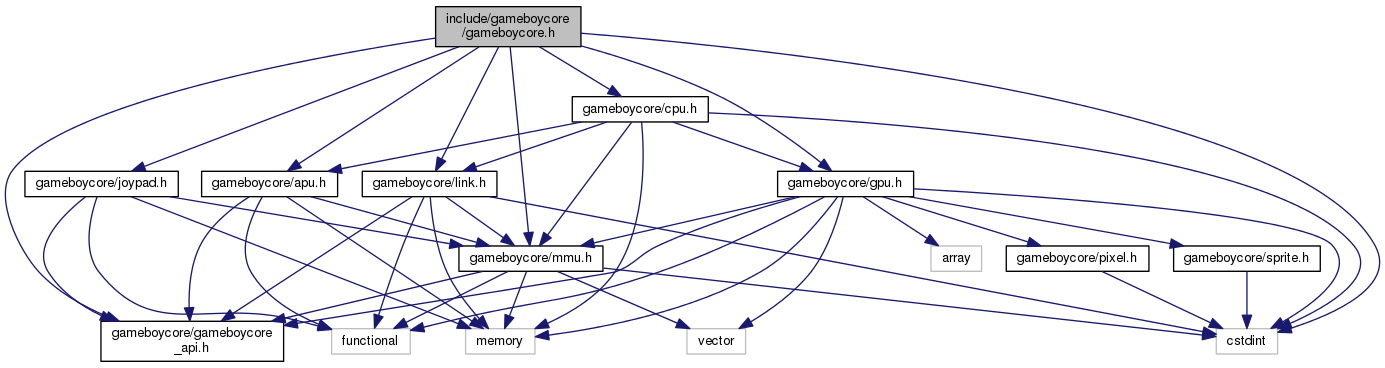 include/gameboycore
/gameboycore.h
gameboycore/cpu.h
gameboycore/joypad.h
gameboycore/apu.h
gameboycore/link.h
gameboycore/gpu.h
gameboycore/mmu.h
array
gameboycore/pixel.h
gameboycore/sprite.h
gameboycore/gameboycore
_api.h
functional
memory
vector
cstdint